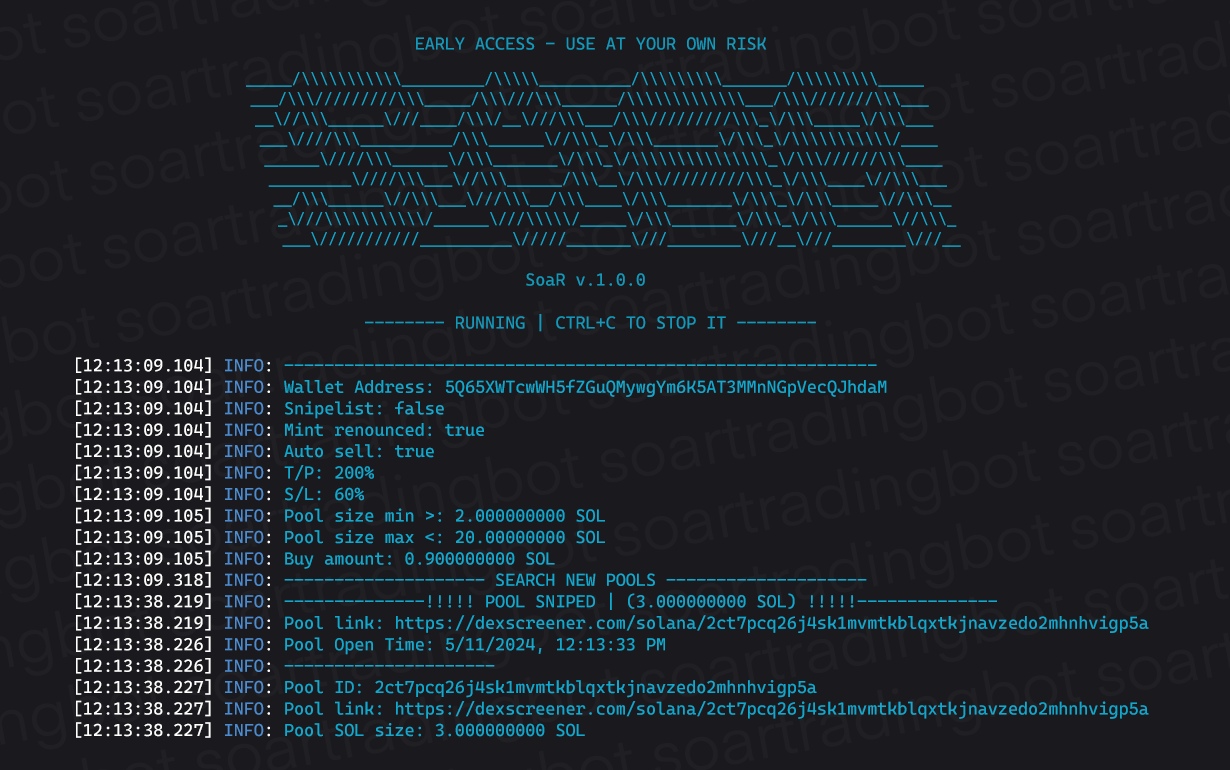 EARLY ACCESS - USE AT YOUR OWN RISK
SoaR v.1.0.0
-------- RUNNING | CTRL+C TO STOP IT --------
[12:13:09.104] INFO: -----------------------------------------------------------
[12:13:09.104] INFO: Wallet Address: 5Q65XWTcwWH5fZGuQMywgYm6K5AT3MMnNGpVecQJhdaM
[12:13:09.104] INFO: Snipelist: false
[12:13:09.104] INFO: Mint renounced: true
[12:13:09.104] INFO: Auto sell: true
[12:13:09.104] INFO: T/P: 200%
[12:13:09.104] INFO: S/L: 60%
[12:13:09.105] INFO: Pool size min >: 2.000000000 SOL
[12:13:09.105] INFO: Pool size max <: 20.00000000 SOL
[12:13:09.105] INFO: Buy amount: 0.900000000 SOL
[12:13:09.318] INFO: -------------------- SEARCH NEW POOLS --------------------
[12:13:38.219] INFO: --------------!!!!! POOL SNIPED | (3.000000000 SOL) !!!!!--------------
[12:13:38.219] INFO: Pool link: https://dexscreener.com/solana/2ct7pcq26j4sk1mvmtkblqxtkjnavzedo2mhnhvigp5a
[12:13:38.226] INFO: Pool Open Time: 5/11/2024, 12:13:33 PM
[12:13:38.226] INFO: ---------------------
[12:13:38.227] INFO: Pool ID: 2ct7pcq26j4sk1mvmtkblqxtkjnavzedo2mhnhvigp5a
[12:13:38.227] INFO: Pool link: https://dexscreener.com/solana/2ct7pcq26j4sk1mvmtkblqxtkjnavzedo2mhnhvigp5a
[12:13:38.227] INFO: Pool SOL size: 3.000000000 SOL
soartradingbot